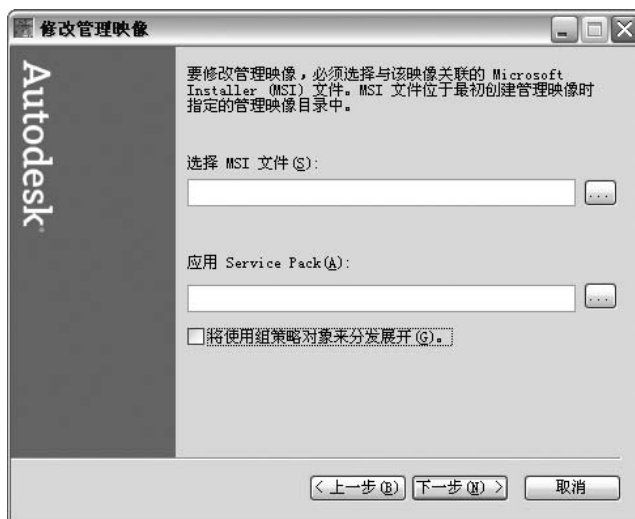 修改管理映像
Autodesk
要修改管理映像，必须选择与该映像关联的 Microsoft
Installer (MSI) 文件。MSI 文件位于最初创建管理映像时
指定的管理映像目录中。
选择 MSI 文件(S):
...
应用 Service Pack(A):
...
将使用组策略对象来分发展开(G)。
< 上一步(B) 下一步(N) > 取消